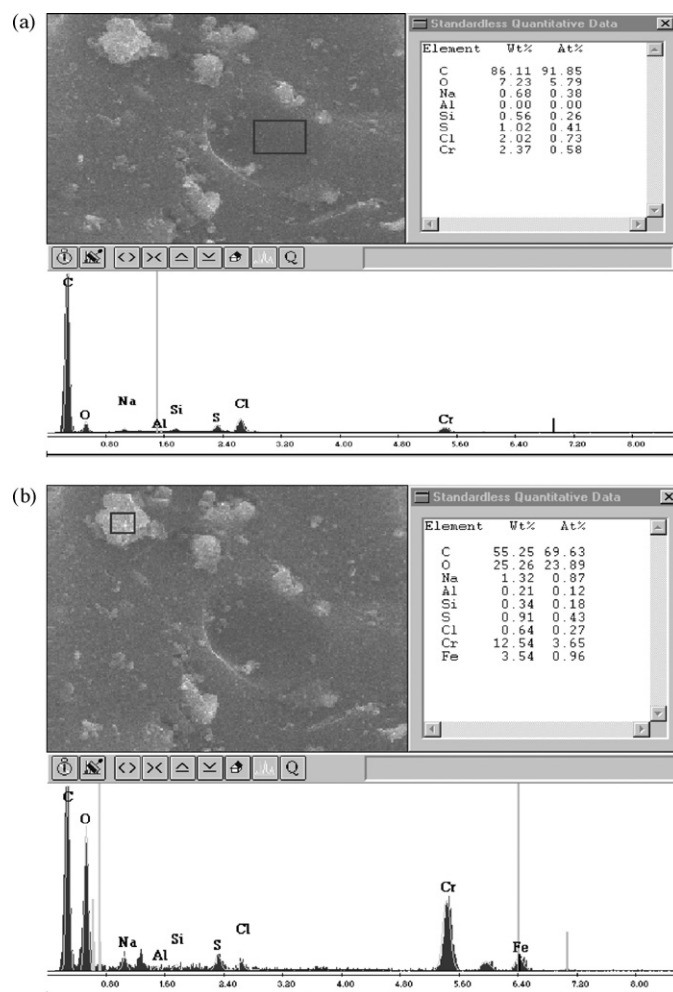 (a)
Standardless Quantitative Data
Element Wt% At%
C 86.11 91.85
O 7.23 5.79
Na 0.68 0.38
Al 0.00 0.00
Si 0.56 0.26
S 1.02 0.41
Cl 2.02 0.73
Cr 2.37 0.58
Q
C
O Na Al Si S Cl Cr
0.80 1.60 2.40 3.20 4.00 4.80 5.60 6.40 7.20 8.00
(b)
Standardless Quantitative Data
Element Wt% At%
C 55.25 69.63
O 25.26 23.89
Na 1.32 0.87
Al 0.21 0.12
Si 0.34 0.18
S 0.91 0.43
Cl 0.64 0.27
Cr 12.54 3.65
Fe 3.54 0.96
Q
C
O
Na Al Si S Cl Cr Fe
0.80 1.60 2.40 3.20 4.00 4.80 5.60 6.40 7.20 8.00